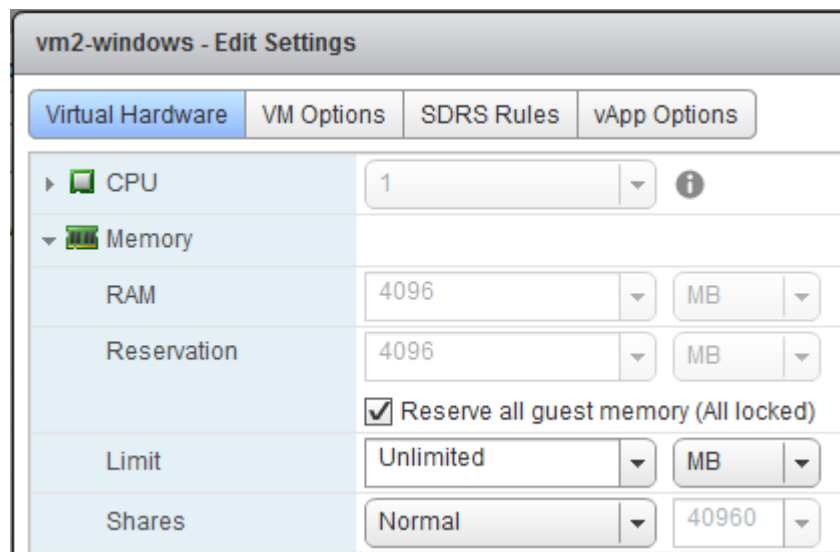 vm2-windows - Edit Settings
Virtual Hardware VM Options SDRS Rules vApp Options
CPU 1
Memory
RAM 4096 MB
Reservation 4096 MB
Reserve all guest memory (All locked)
Limit Unlimited MB
Shares Normal 40960